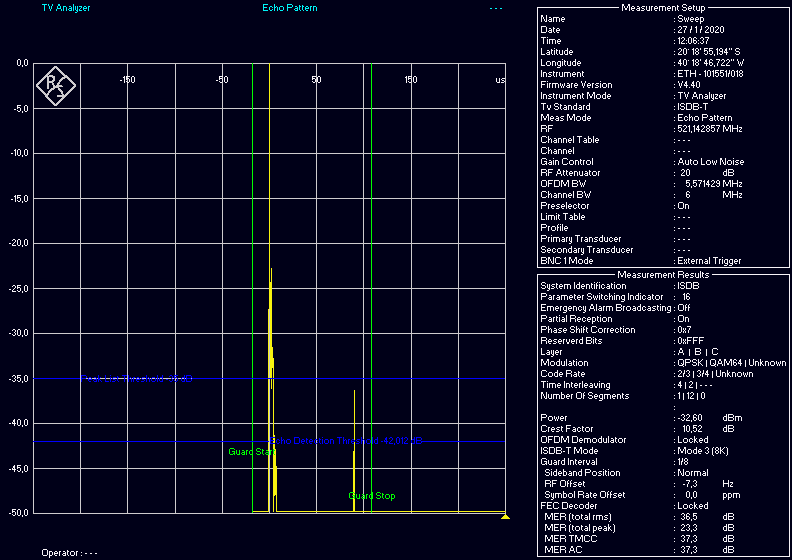 TV Analyzer Echo Pattern - - -
0,0
-150 -50 50 150 us
-5,0
-10,0
-15,0
-20,0
-25,0
-30,0
-35,0
-40,0
Echo Detection Threshold
Guard Start
-45,0
Guard Stop
-50,0
Operator : - - -
Measurement Setup
Name : Sweep
Date : 27 / 1 / 2020
Time : 12:06:37
Latitude : 20° 18' 55,194" S
Longitude : 40° 18' 46,722" W
Instrument : ETH - 101551/018
Firmware Version : V4.40
Instrument Mode : TV Analyzer
Tv Standard : ISDB-T
Meas Mode : Echo Pattern
RF : 521,142857 MHz
Channel Table : - - -
Channel : - - -
Gain Control : Auto Low Noise
RF Attenuator : 20 dB
OFDM BW : 5,571429 MHz
Channel BW : 6 MHz
Preselector : On
Limit Table : - - -
Profile : - - -
Primary Transducer : - - -
Secondary Transducer : - - -
BNC 1 Mode : External Trigger
Measurement Results
System Identification : ISDB
Parameter Switching Indicator : 16
Emergency Alarm Broadcasting : Off
Partial Reception : On
Phase Shift Correction : 0x7
Reserverd Bits : 0xFFF
Layer : A | B | C
Modulation : QPSK | QAM64 | Unknown
Code Rate : 2/3 | 3/4 | Unknown
Time Interleaving : 4 | 2 | - - -
Number Of Segments : 1 | 12 | 0
:
Power : -32,60 dBm
Crest Factor : 10,52 dB
OFDM Demodulator : Locked
ISDB-T Mode : Mode 3 (8K)
Guard Interval : 1/8
Sideband Position : Normal
RF Offset : -7,3 Hz
Symbol Rate Offset : 0,0 ppm
FEC Decoder : Locked
MER (total rms) : 36,5 dB
MER (total peak) : 23,3 dB
MER TMCC : 37,3 dB
MER AC : 37,3 dB